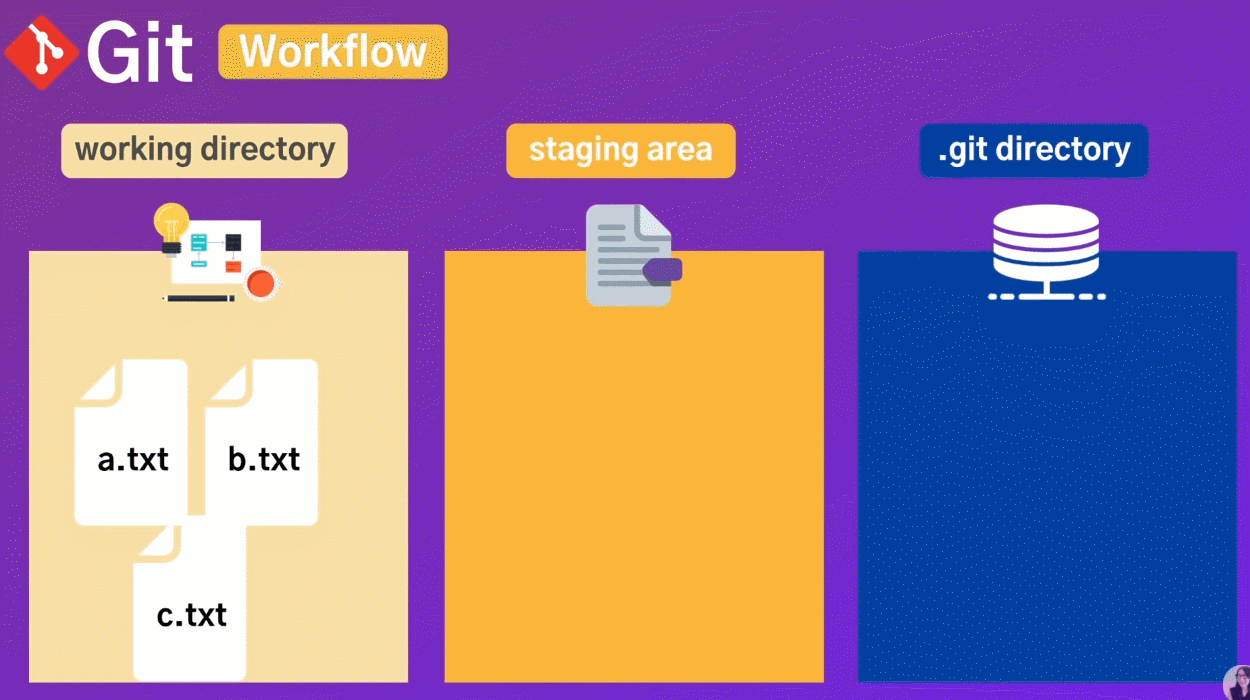 Git Workflow
working directory
staging area
.git directory
a.txt
b.txt
c.txt